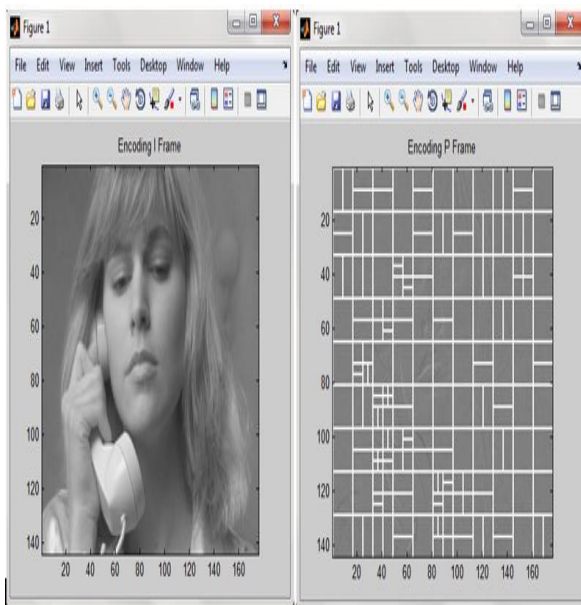 Figure 1
File Edit View Insert Tools Desktop Window Help
Encoding I Frame
20
40
60
80
100
120
140
20 40 60 80 100 120 140 160
Figure 1
File Edit View Insert Tools Desktop Window Help
Encoding P Frame
20
40
60
80
100
120
140
20 40 60 80 100 120 140 160